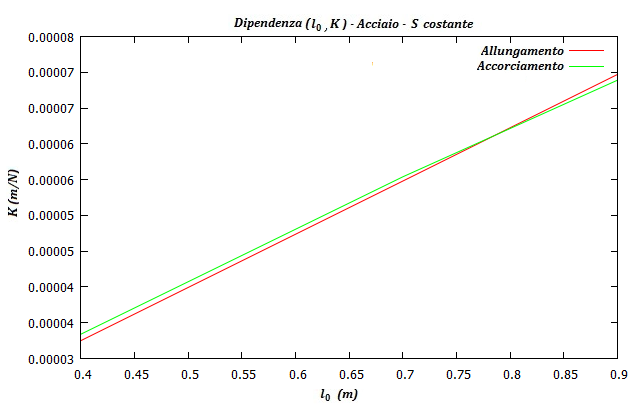 Dipendenza (l₀ , K) - Acciaio - S costante
0.00008
Allungamento
Accorciamento
0.00007
0.00007
0.00006
0.00006
0.00005
0.00005
0.00004
0.00004
0.00003
K (m/N)
0.4 0.45 0.5 0.55 0.6 0.65 0.7 0.75 0.8 0.85 0.9
l₀ (m)